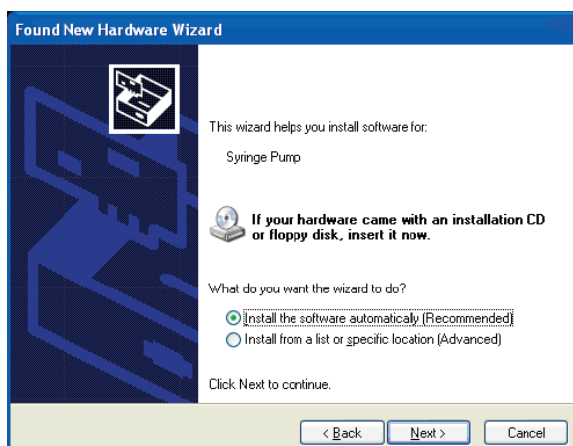 Found New Hardware Wizard
This wizard helps you install software for:
Syringe Pump
If your hardware came with an installation CD
or floppy disk, insert it now.
What do you want the wizard to do?
Install the software automatically (Recommended)
Install from a list or specific location (Advanced)
Click Next to continue.
< Back
Next >
Cancel